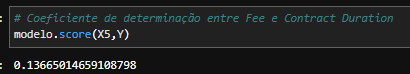 # Coeficiente de determinação entre Fee e Contract Duration
modelo.score(X5,Y)
: 0.13665014659108798